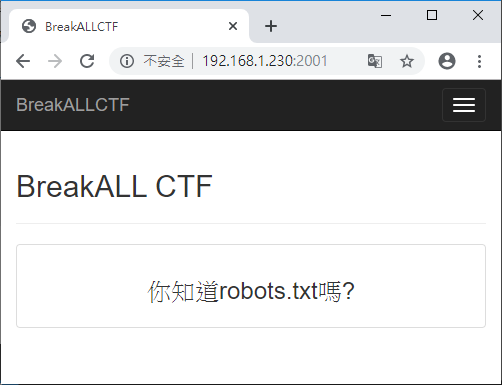 BreakALLCTF
不安全 | 192.168.1.230:2001
BreakALLCTF
BreakALL CTF
你知道robots.txt嗎?